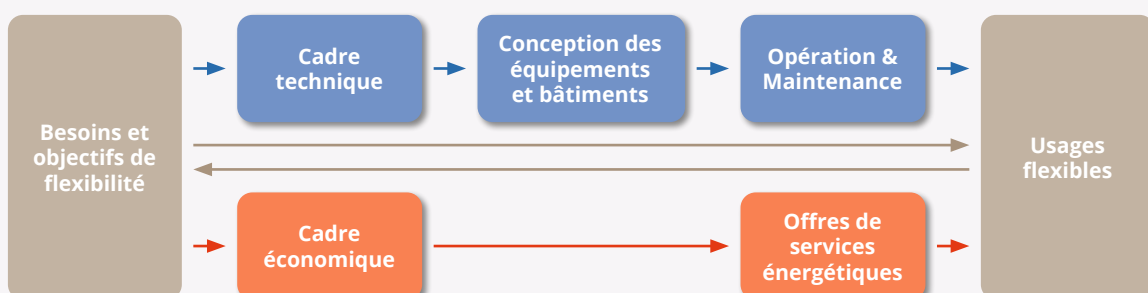 Besoins et
objectifs de
flexibilité
Cadre
technique
Conception des
équipements
et bâtiments
Opération &
Maintenance
Cadre
économique
Offres de
services
énergétiques
Usages
flexibles